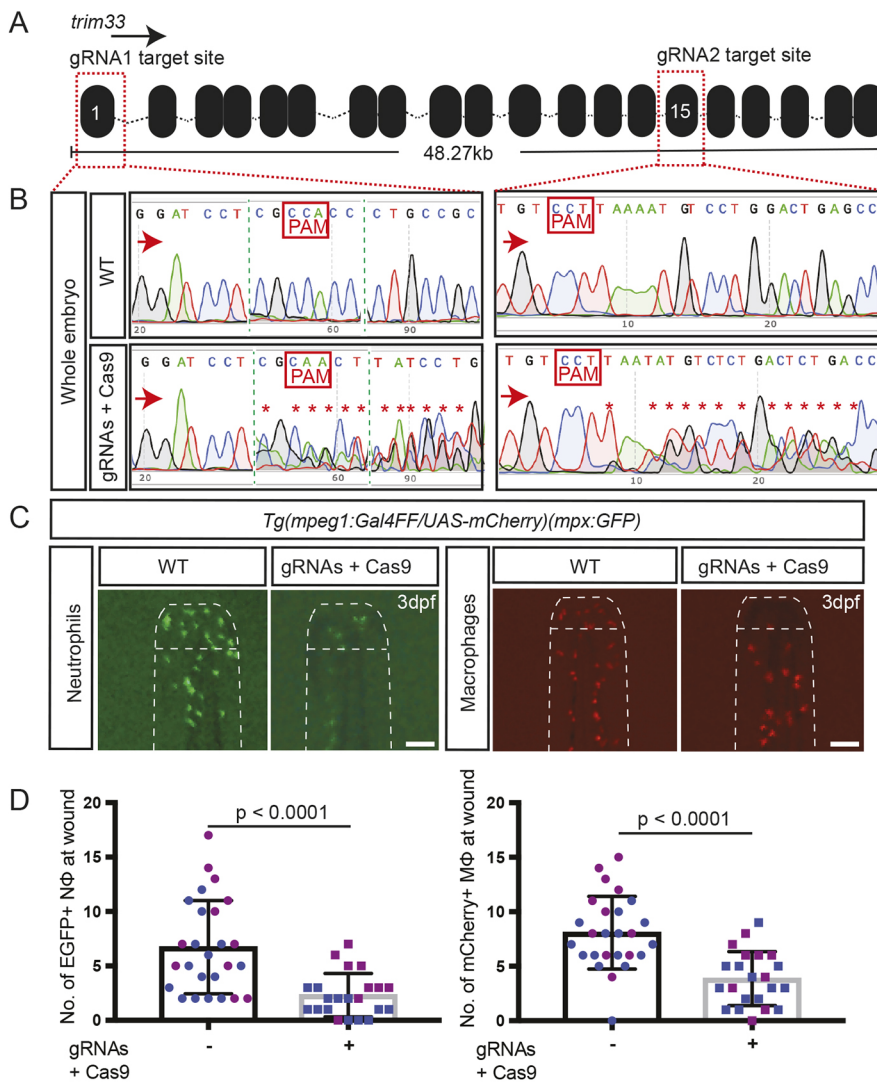 A
trim33
gRNA1 target site
gRNA2 target site
1
15
48.27kb
B
Whole embryo
WT
G G A T C C T C G C C A C C C T G C C G C
PAM
20 60 90
T G T C C T T A A A A T G T C C T G G A C T G A G C C
PAM
10 20
gRNAs + Cas9
G G A T C C T C G C A A C T T A T C C T G
PAM
* * * * * * * * * * * *
20 60 90
T G T C C T T A A T A T G T C T C T G A C T C T G A C C
PAM
* * * * * * * * * * * * *
10 20
C
Tg(mpeg1:Gal4FF/UAS-mCherry)(mpx:GFP)
Neutrophils
WT
gRNAs + Cas9
3dpf
Macrophages
WT
gRNAs + Cas9
3dpf
D
No. of EGFP+ NΦ at wound
20
15
10
5
0
p < 0.0001
gRNAs + Cas9
- +
No. of mCherry+ MΦ at wound
20
15
10
5
0
p < 0.0001
gRNAs + Cas9
- +